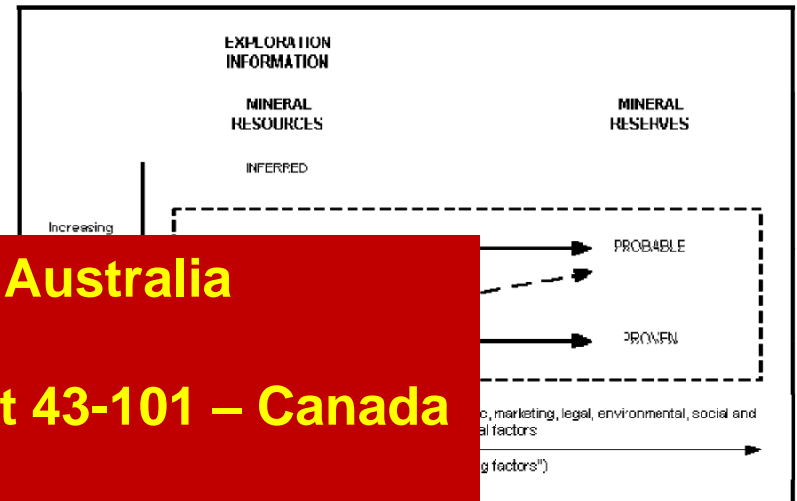 EXPLORATION
INFORMATION
MINERAL
RESOURCES
MINERAL
RESERVES
INFERRED
Increasing
PROBABLE
Australia
PROVEN
t 43-101 – Canada
c, marketing, legal, environmental, social and
al factors
g factors")